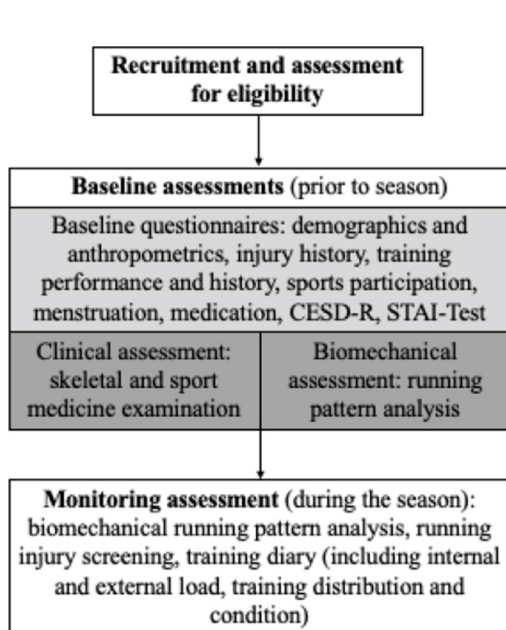 Recruitment and assessment
for eligibility
Baseline assessments (prior to season)
Baseline questionnaires: demographics and
anthropometrics, injury history, training
performance and history, sports participation,
menstruation, medication, CESD-R, STAI-Test
Clinical assessment:
skeletal and sport
medicine examination
Biomechanical
assessment: running
pattern analysis
Monitoring assessment (during the season):
biomechanical running pattern analysis, running
injury screening, training diary (including internal
and external load, training distribution and
condition)